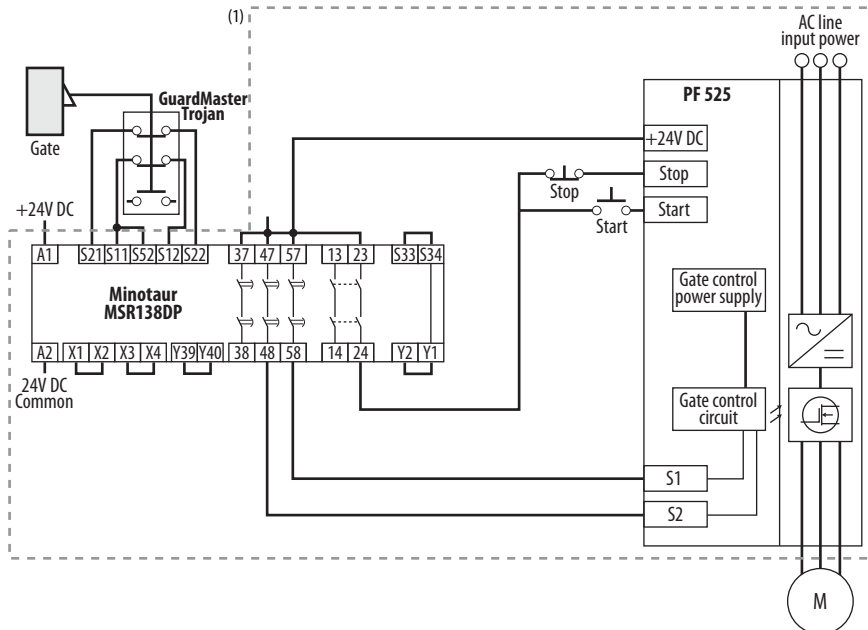 (1)
AC line
input power
GuardMaster
Trojan
PF 525
Gate
+24V DC
Stop
Stop
Start
Start
+24V DC
A1 S21 S11 S52 S12 S22 37 47 57 13 23 S33 S34
Minotaur
MSR138DP
Gate control
power supply
A2 X1 X2 X3 X4 Y39 Y40 38 48 58 14 24 Y2 Y1
24V DC
Common
Gate control
circuit
S1
S2
M